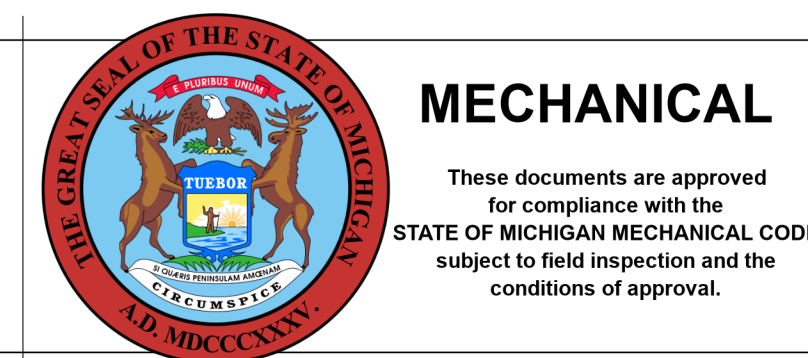 THE GREAT SEAL OF THE STATE OF MICHIGAN
E PLURIBUS UNUM
TUEBOR
SI QUÆRIS PENINSULAM AMŒNAM
CIRCUMSPICE
A.D. MDCCCXXXV.
MECHANICAL
These documents are approved
for compliance with the
STATE OF MICHIGAN MECHANICAL COD
subject to field inspection and the
conditions of approval.